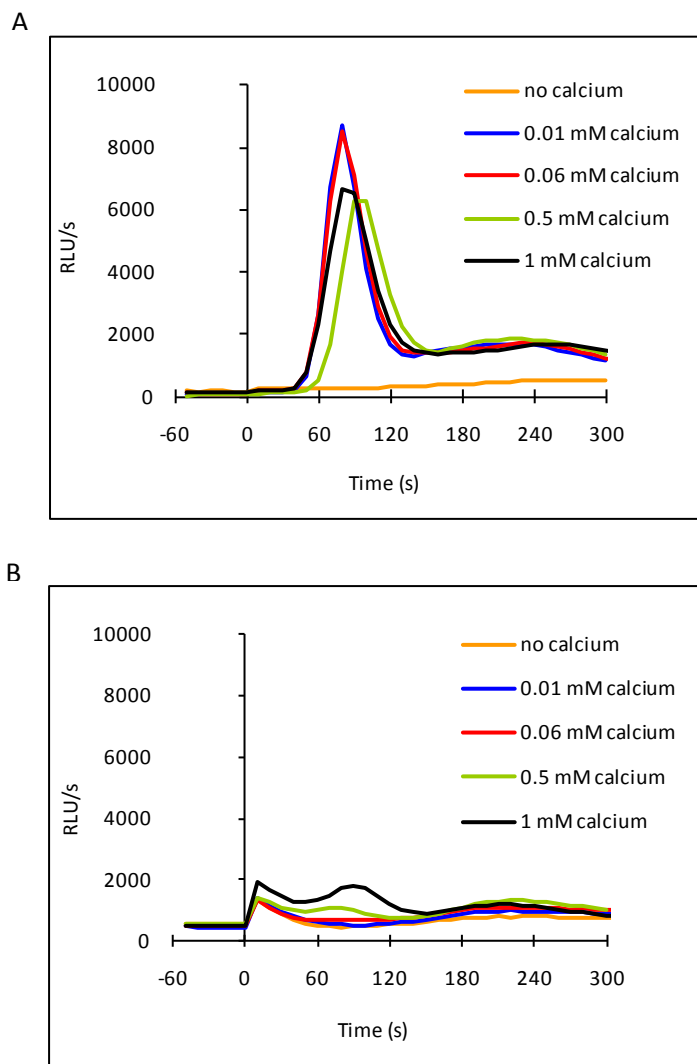 A
10000
8000
6000
4000
2000
0
RLU/s
-60 0 60 120 180 240 300
Time (s)
no calcium
0.01 mM calcium
0.06 mM calcium
0.5 mM calcium
1 mM calcium
B
10000
8000
6000
4000
2000
0
RLU/s
-60 0 60 120 180 240 300
Time (s)
no calcium
0.01 mM calcium
0.06 mM calcium
0.5 mM calcium
1 mM calcium